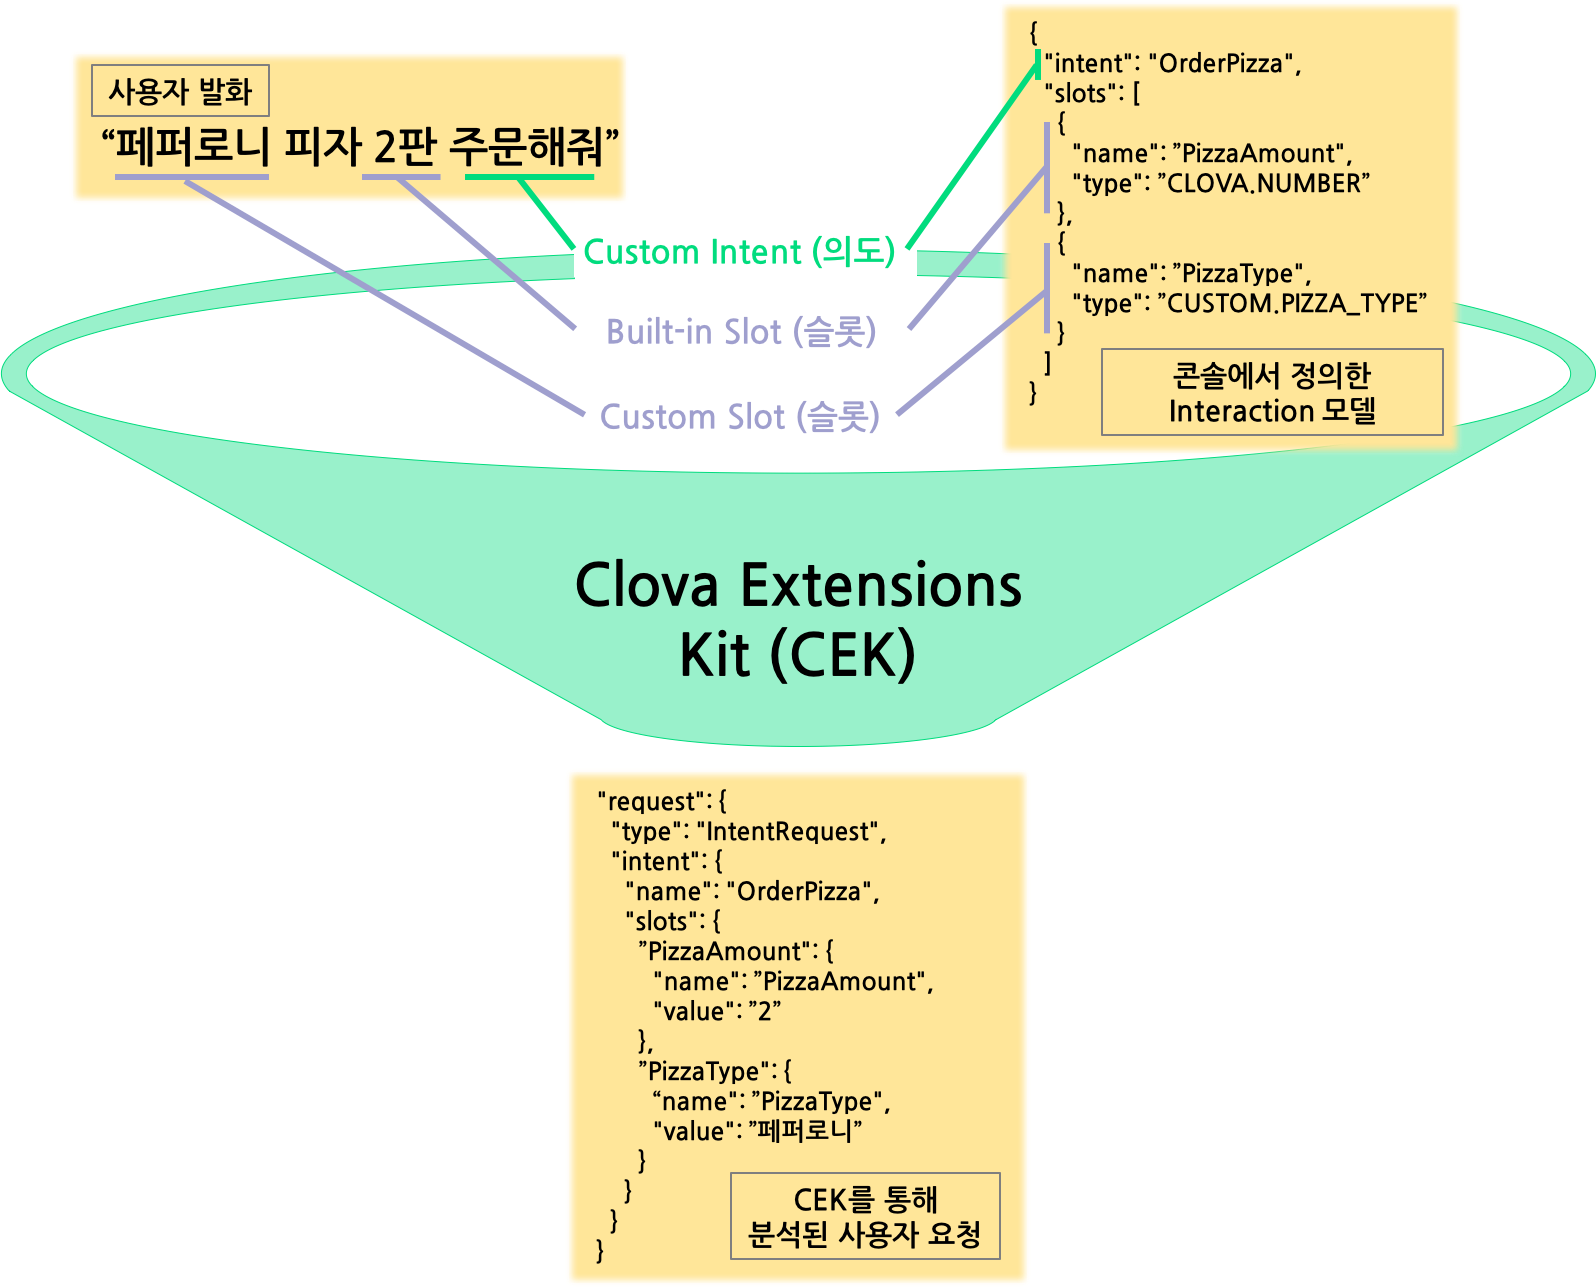 사용자 발화
“페퍼로니 피자 2판 주문해줘”
Custom Intent (의도)
Built-in Slot (슬롯)
Custom Slot (슬롯)
{
"intent": "OrderPizza",
"slots": [
{
"name": ”PizzaAmount",
"type": ”CLOVA.NUMBER”
},
{
"name": ”PizzaType",
"type": ”CUSTOM.PIZZA_TYPE”
}
]
}
콘솔에서 정의한
Interaction 모델
Clova Extensions
Kit (CEK)
"request": {
"type": "IntentRequest",
"intent": {
"name": "OrderPizza",
"slots": {
”PizzaAmount": {
"name": ”PizzaAmount",
"value": ”2”
},
”PizzaType": {
“name": ”PizzaType",
"value": ”페퍼로니”
}
}
}
}
CEK를 통해
분석된 사용자 요청